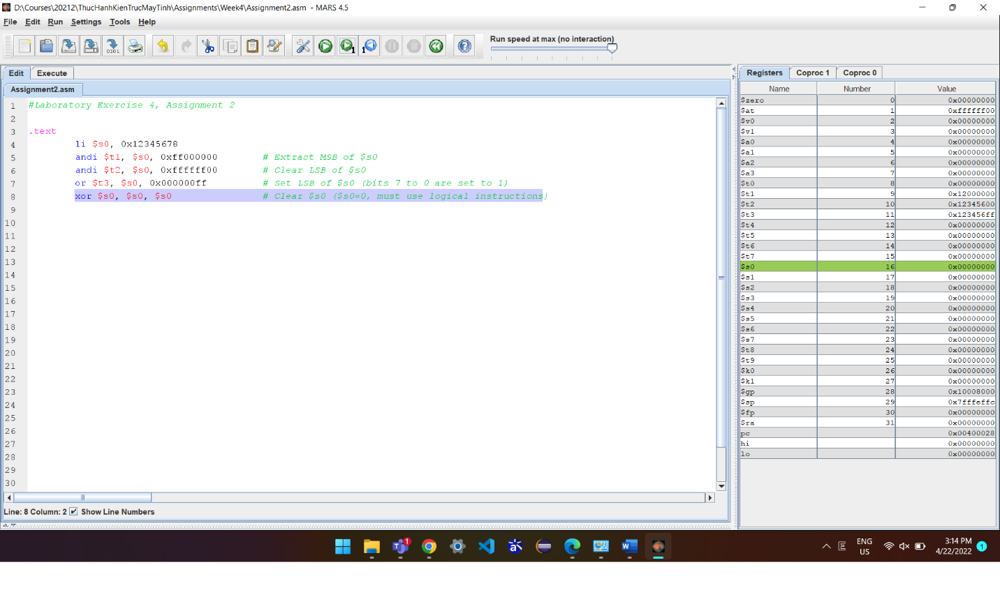 D:\Courses\20212\ThucHanhKienTrucMayTinh\Assignments\Week4\Assignment2.asm - MARS 4.5
File Edit Run Settings Tools Help
Run speed at max (no interaction)
Edit Execute
Assignment2.asm
1 #Laboratory Exercise 4, Assignment 2
2
3 .text
4 li $s0, 0x12345678
5 andi $t1, $s0, 0xff000000 # Extract MSB of $s0
6 andi $t2, $s0, 0xffffff00 # Clear LSB of $s0
7 or $t3, $s0, 0x000000ff # Set LSB of $s0 (bits 7 to 0 are set to 1)
8 xor $s0, $s0, $s0 # Clear $s0 ($s0=0, must use logical instructions)
9
10
11
12
13
14
15
16
17
18
19
20
21
22
23
24
25
26
27
28
29
30
Line: 8 Column: 2 Show Line Numbers
Registers Coproc 1 Coproc 0
Name Number Value
$zero 0 0x00000000
$at 1 0xffffff00
$v0 2 0x00000000
$v1 3 0x00000000
$a0 4 0x00000000
$a1 5 0x00000000
$a2 6 0x00000000
$a3 7 0x00000000
$t0 8 0x00000000
$t1 9 0x12000000
$t2 10 0x12345600
$t3 11 0x123456ff
$t4 12 0x00000000
$t5 13 0x00000000
$t6 14 0x00000000
$t7 15 0x00000000
$s0 16 0x00000000
$s1 17 0x00000000
$s2 18 0x00000000
$s3 19 0x00000000
$s4 20 0x00000000
$s5 21 0x00000000
$s6 22 0x00000000
$s7 23 0x00000000
$t8 24 0x00000000
$t9 25 0x00000000
$k0 26 0x00000000
$k1 27 0x00000000
$gp 28 0x10008000
$sp 29 0x7fffeffc
$fp 30 0x00000000
$ra 31 0x00000000
pc 0x00400028
hi 0x00000000
lo 0x00000000
ENG
US
3:14 PM
4/22/2022
1